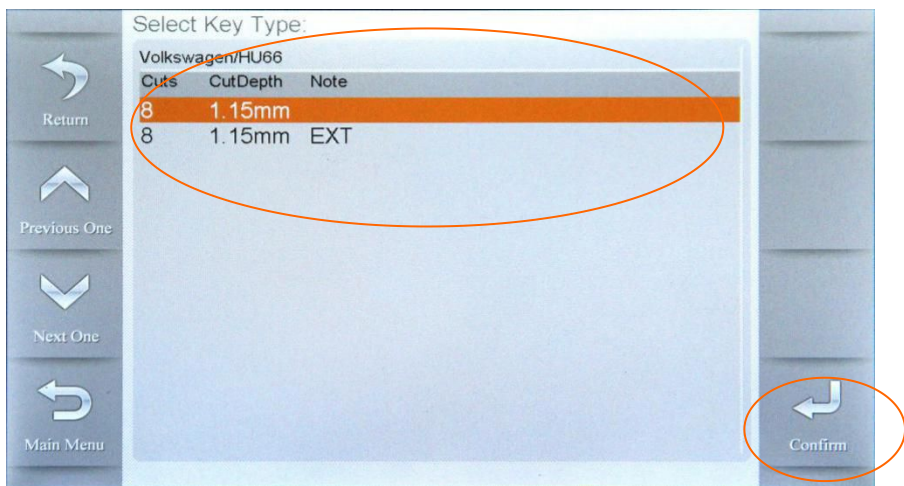 Select Key Type:
Volkswagen/HU66
Cuts CutDepth Note
8 1.15mm
8 1.15mm EXT
Return
Previous One
Next One
Main Menu
Confirm